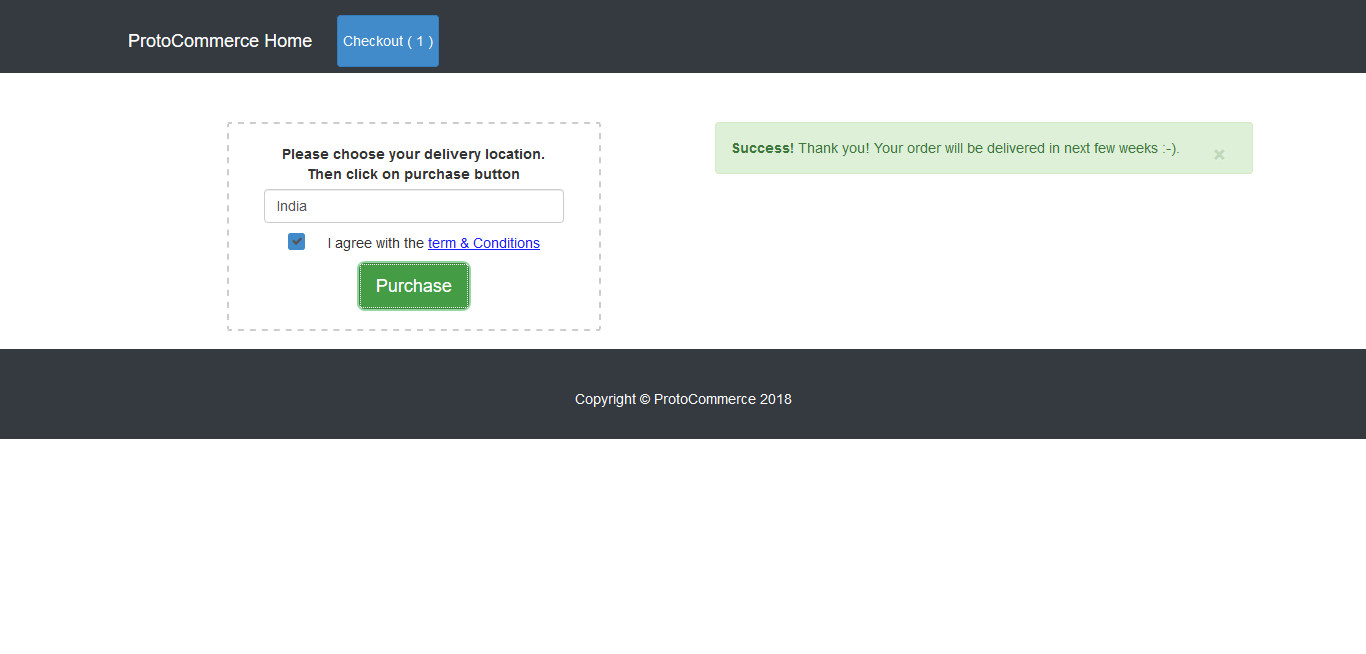 ProtoCommerce Home
Checkout ( 1 )
Please choose your delivery location.
Then click on purchase button
India
I agree with the term & Conditions
Purchase
Success! Thank you! Your order will be delivered in next few weeks :-).
×
Copyright © ProtoCommerce 2018